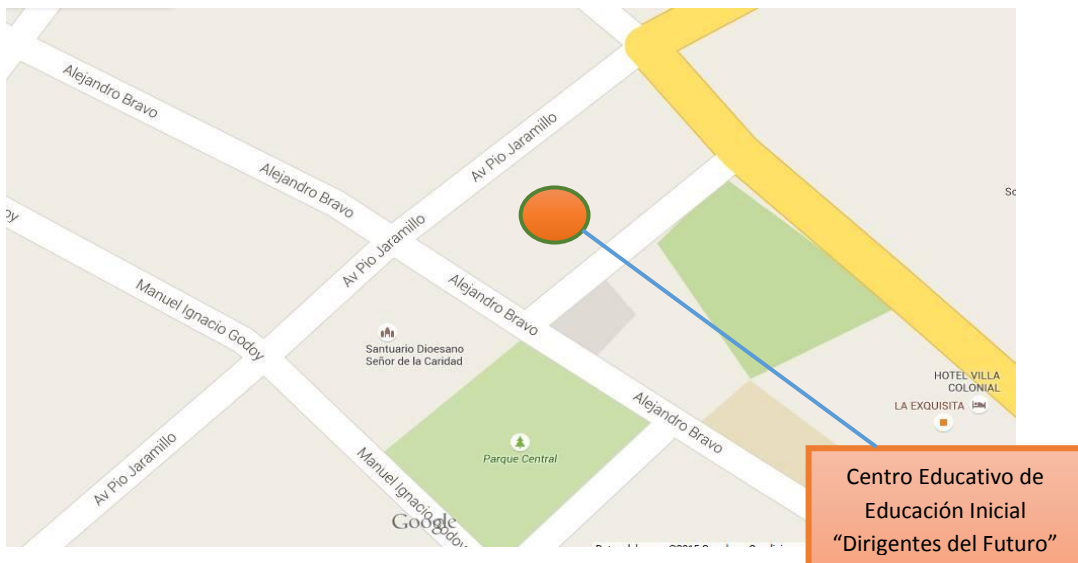 Alejandro Bravo
Av Pio Jaramillo
Alejandro Bravo
Av Pio Jaramillo
Manuel Ignacio Godoy
Alejandro Bravo
Santuario Dioesano
Señor de la Caridad
HOTEL VILLA
COLONIAL
LA EXQUISITA
Alejandro Bravo
Av Pio Jaramillo
Parque Central
Manuel Ignacio Godoy
Google
Centro Educativo de
Educación Inicial
“Dirigentes del Futuro”